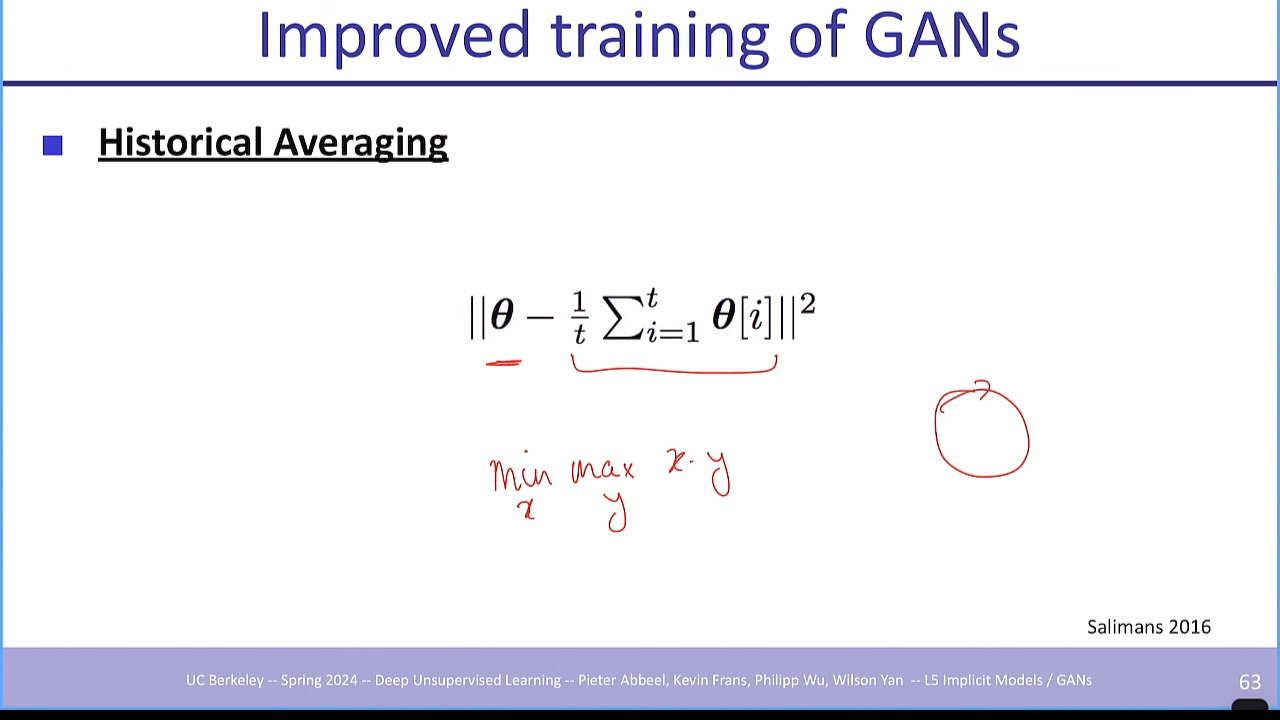 Improved training of GANs
Historical Averaging
||θ − 1/t ∑ᵗᵢ₌₁ θ[i]||²
min max x·y
x y
Salimans 2016
UC Berkeley -- Spring 2024 -- Deep Unsupervised Learning -- Pieter Abbeel, Kevin Frans, Philipp Wu, Wilson Yan -- L5 Implicit Models / GANs
63